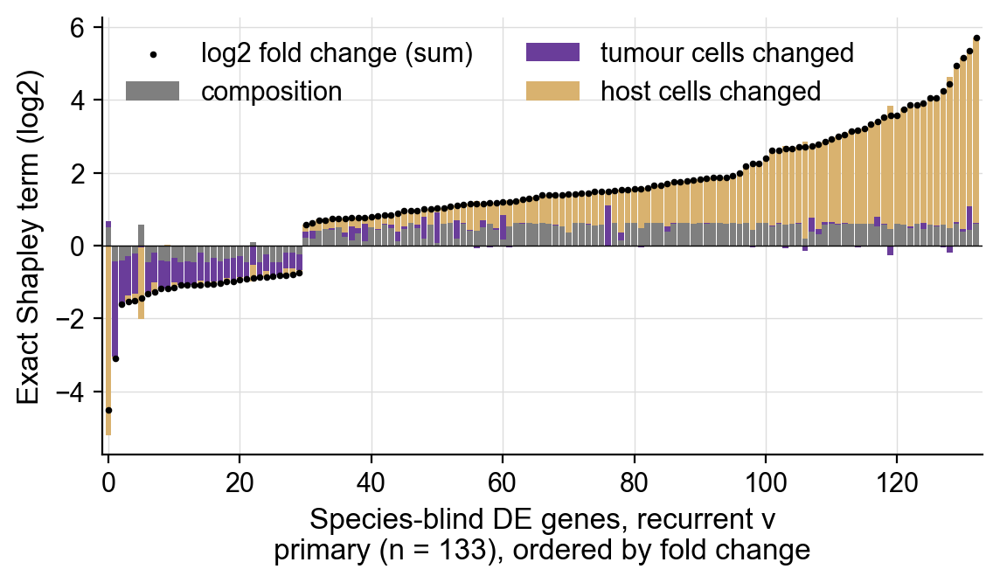 log2 fold change (sum)
composition
tumour cells changed
host cells changed
Exact Shapley term (log2)
6
4
2
0
−2
−4
0
20
40
60
80
100
120
Species-blind DE genes, recurrent v
primary (n = 133), ordered by fold change